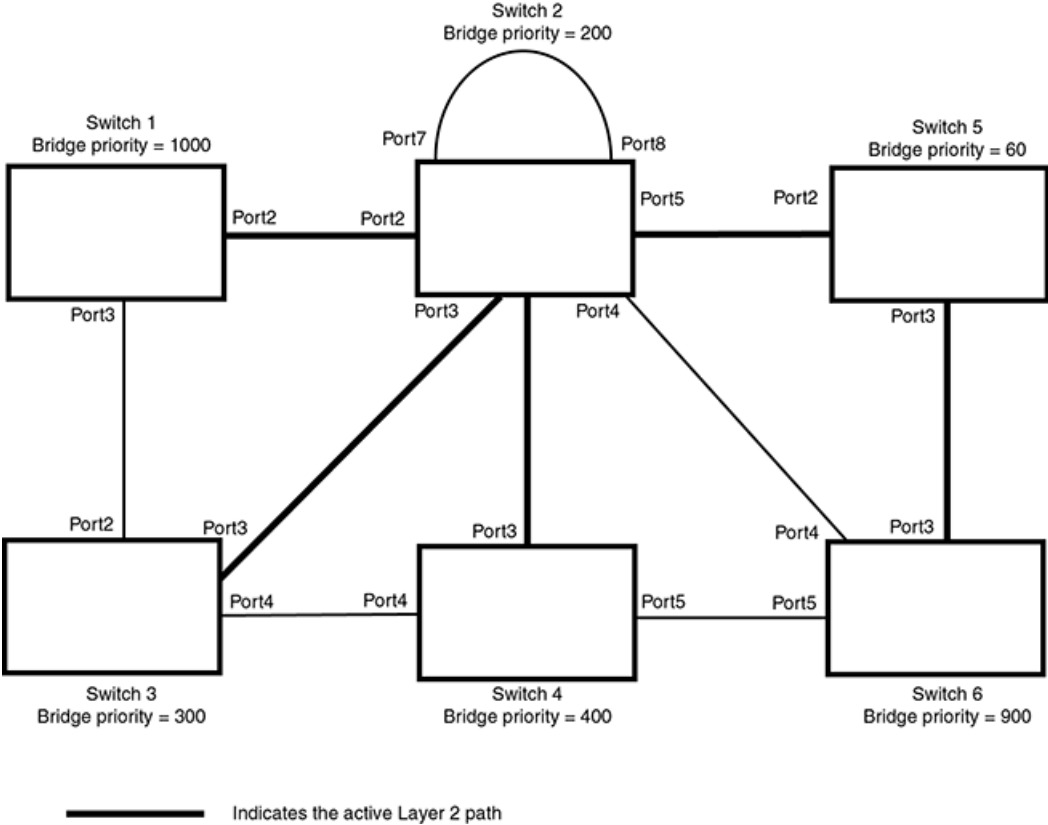 Switch 2
Bridge priority = 200
Switch 1
Bridge priority = 1000
Switch 5
Bridge priority = 60
Port7
Port8
Port2
Port2
Port5
Port2
Port3
Port3
Port4
Port3
Port2
Port3
Port3
Port4
Port3
Port4
Port4
Port5
Port5
Switch 3
Bridge priority = 300
Switch 4
Bridge priority = 400
Switch 6
Bridge priority = 900
Indicates the active Layer 2 path